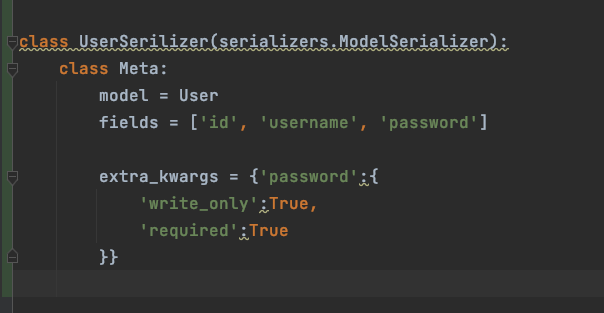 class UserSerilizer(serializers.ModelSerializer):
    class Meta:
        model = User
        fields = ['id', 'username', 'password']
        extra_kwargs = {'password':{
            'write_only':True,
            'required':True
        }}